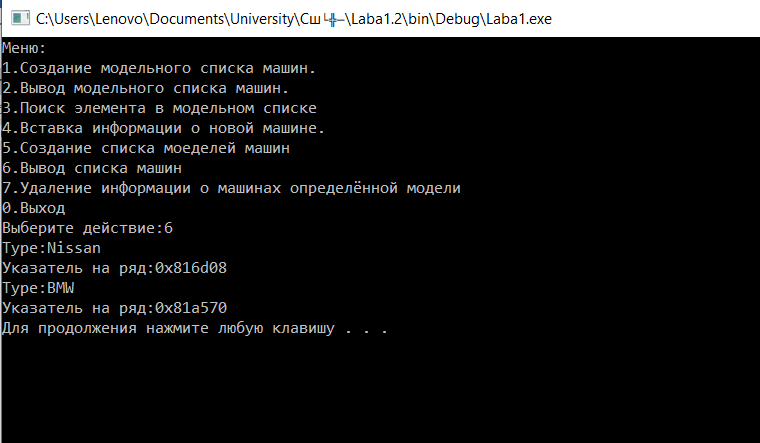 C:\Users\Lenovo\Documents\University\Сш└╬─\Laba1.2\bin\Debug\Laba1.exe
Меню:
1.Создание модельного списка машин.
2.Вывод модельного списка машин.
3.Поиск элемента в модельном списке
4.Вставка информации о новой машине.
5.Создание списка моеделей машин
6.Вывод списка машин
7.Удаление информации о машинах определённой модели
0.Выход
Выберите действие:6
Type:Nissan
Указатель на ряд:0x816d08
Type:BMW
Указатель на ряд:0x81a570
Для продолжения нажмите любую клавишу . . .